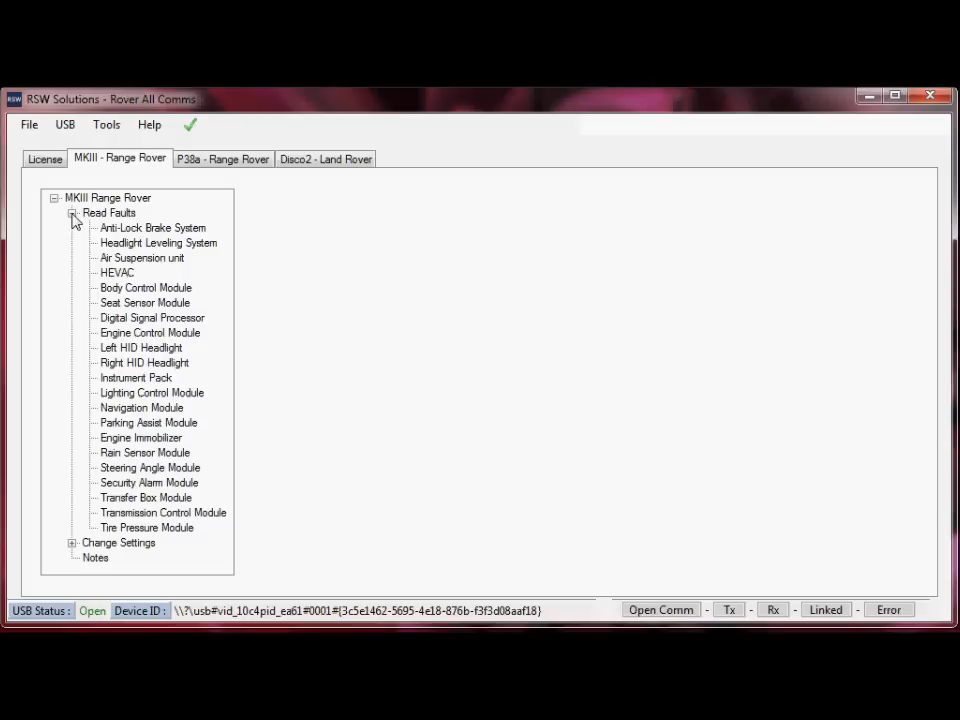 RSW RSW Solutions - Rover All Comms
File USB Tools Help
License MKIII - Range Rover P38a - Range Rover Disco2 - Land Rover
MKIII Range Rover
Read Faults
Anti-Lock Brake System
Headlight Leveling System
Air Suspension unit
HEVAC
Body Control Module
Seat Sensor Module
Digital Signal Processor
Engine Control Module
Left HID Headlight
Right HID Headlight
Instrument Pack
Lighting Control Module
Navigation Module
Parking Assist Module
Engine Immobilizer
Rain Sensor Module
Steering Angle Module
Security Alarm Module
Transfer Box Module
Transmission Control Module
Tire Pressure Module
Change Settings
Notes
USB Status : Open Device ID : \\?\usb#vid_10c4pid_ea61#0001#{3c5e1462-5695-4e18-876b-f3f3d08aaf18} Open Comm - Tx - Rx - Linked - Error